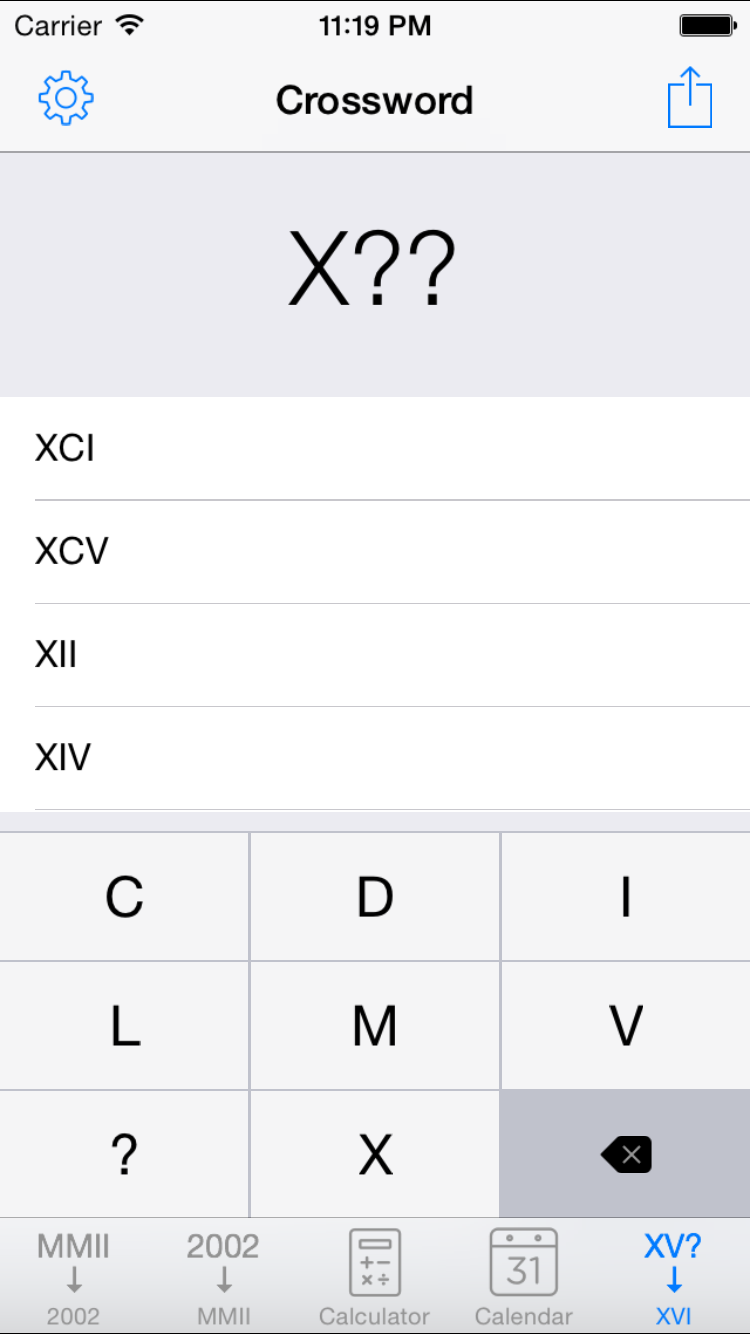 Carrier 11:19 PM
Crossword
X??
XCI
XCV
XII
XIV
C D I
L M V
? X
MMII 2002 +− ×÷ 31 XV?
2002 MMII Calculator Calendar XVI